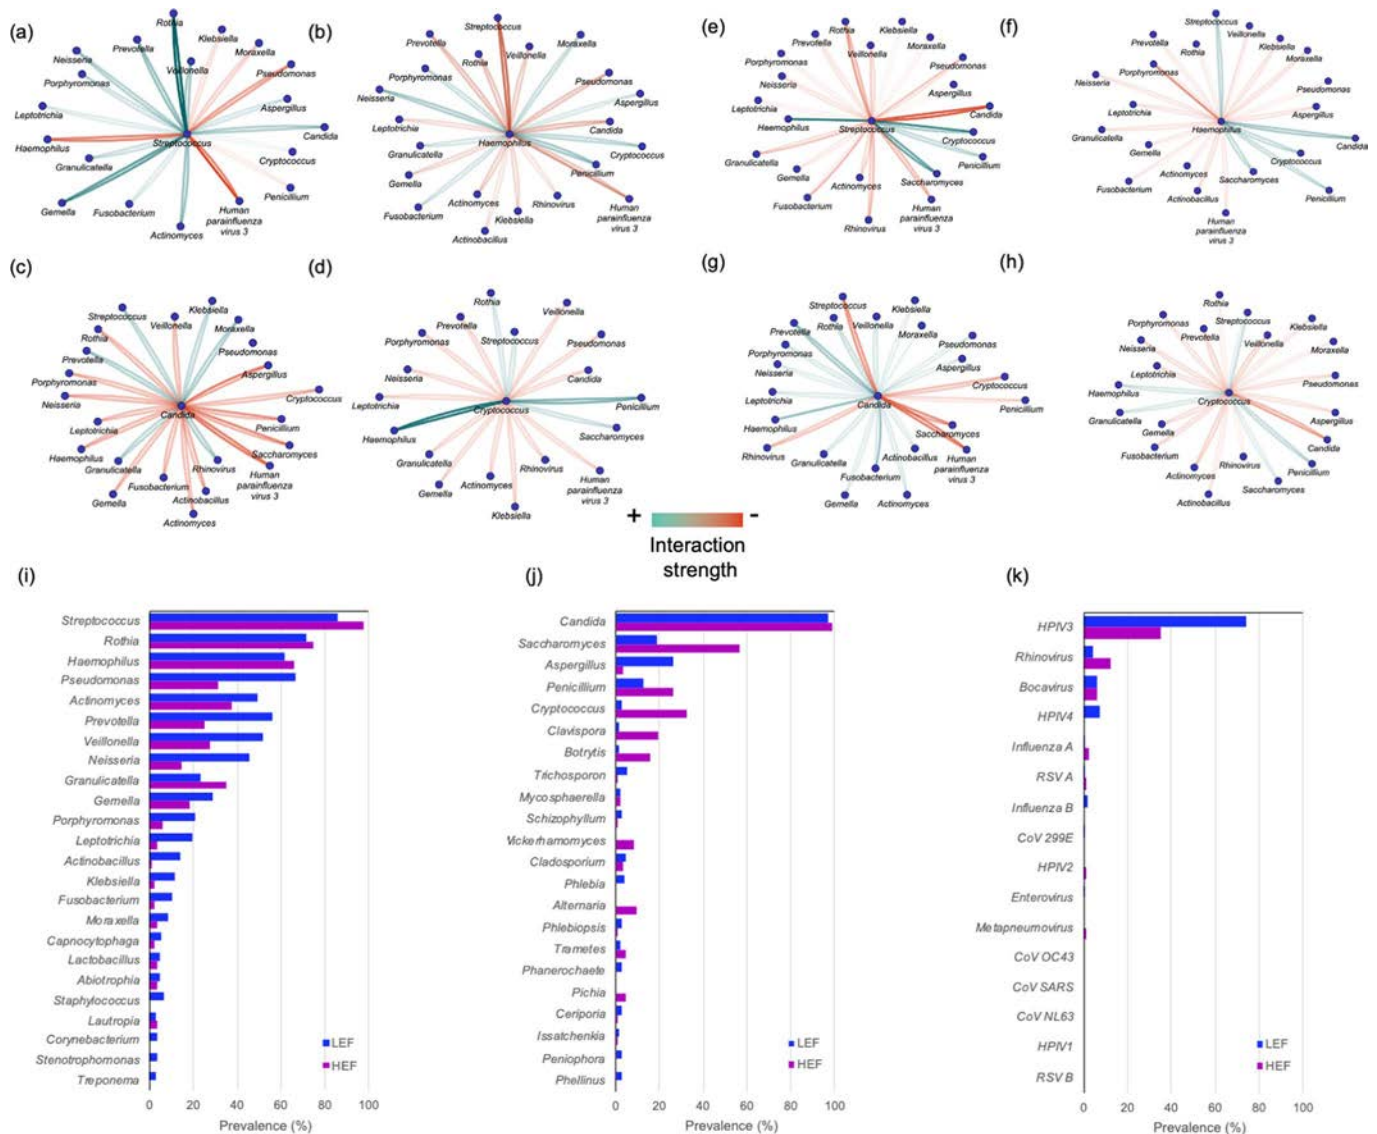 (a)
Rothia
Prevotella
Klebsiella
Moraxella
Neisseria
Veillonella
Pseudomonas
Porphyromonas
Aspergillus
Leptotrichia
Candida
Haemophilus
Streptococcus
Cryptococcus
Granulicatella
Penicillium
Gemella
Fusobacterium
Human
parainfluenza
virus 3
Actinomyces
(b)
Streptococcus
Prevotella
Moraxella
Veillonella
Rothia
Porphyromonas
Pseudomonas
Neisseria
Aspergillus
Leptotrichia
Candida
Haemophilus
Granulicatella
Cryptococcus
Penicillium
Gemella
Actinomyces
Rhinovirus
Human
parainfluenza
virus 3
Fusobacterium
Klebsiella
Actinobacillus
(e)
Rothia
Klebsiella
Prevotella
Moraxella
Veillonella
Pseudomonas
Porphyromonas
Neisseria
Aspergillus
Leptotrichia
Candida
Haemophilus
Streptococcus
Cryptococcus
Granulicatella
Penicillium
Gemella
Actinomyces
Saccharomyces
Fusobacterium
Human
parainfluenza
virus 3
Rhinovirus
(f)
Streptococcus
Veillonella
Prevotella
Rothia
Klebsiella
Moraxella
Porphyromonas
Neisseria
Pseudomonas
Leptotrichia
Aspergillus
Granulicatella
Haemophilus
Candida
Gemella
Cryptococcus
Actinomyces
Saccharomyces
Fusobacterium
Actinobacillus
Penicillium
Human
parainfluenza
virus 3
(c)
Klebsiella
Streptococcus
Veillonella
Moraxella
Rothia
Prevotella
Pseudomonas
Aspergillus
Porphyromonas
Neisseria
Cryptococcus
Candida
Leptotrichia
Penicillium
Haemophilus
Saccharomyces
Granulicatella
Rhinovirus
Human
parainfluenza
virus 3
Fusobacterium
Gemella
Actinobacillus
Actinomyces
(d)
Rothia
Veillonella
Prevotella
Streptococcus
Porphyromonas
Pseudomonas
Neisseria
Candida
Leptotrichia
Cryptococcus
Penicillium
Haemophilus
Saccharomyces
Granulicatella
Gemella
Actinomyces
Rhinovirus
Human
parainfluenza
virus 3
Klebsiella
(g)
Streptococcus
Klebsiella
Prevotella
Rothia
Veillonella
Moraxella
Porphyromonas
Pseudomonas
Neisseria
Aspergillus
Cryptococcus
Leptotrichia
Candida
Penicillium
Haemophilus
Saccharomyces
Rhinovirus
Granulicatella
Actinobacillus
Human
parainfluenza
virus 3
Fusobacterium
Gemella
Actinomyces
(h)
Rothia
Porphyromonas
Streptococcus
Klebsiella
Neisseria
Prevotella
Veillonella
Moraxella
Leptotrichia
Pseudomonas
Haemophilus
Cryptococcus
Granulicatella
Aspergillus
Gemella
Candida
Fusobacterium
Actinomyces
Rhinovirus
Penicillium
Saccharomyces
Actinobacillus
+ -
Interaction
strength
(i)
Streptococcus
Rothia
Haemophilus
Pseudomonas
Actinomyces
Prevotella
Veillonella
Neisseria
Granulicatella
Gemella
Porphyromonas
Leptotrichia
Actinobacillus
Klebsiella
Fusobacterium
Moraxella
Capnocytophaga
Lactobacillus
Abiotrophia
Staphylococcus
Lautropia
Corynebacterium
Stenotrophomonas
Treponema
LEF
HEF
0 20 40 60 80 100
Prevalence (%)
(j)
Candida
Saccharomyces
Aspergillus
Penicillium
Cryptococcus
Clavispora
Botrytis
Trichosporon
Mycosphaerella
Schizophyllum
Vickerhamomyces
Cladosporium
Phlebia
Alternaria
Phlebiopsis
Trametes
Phanerochaete
Pichia
Ceriporia
Issatchenkia
Peniophora
Phellinus
LEF
HEF
0 20 40 60 80 100
Prevalence (%)
(k)
HPIV3
Rhinovirus
Bocavirus
HPIV4
Influenza A
RSV A
Influenza B
CoV 299E
HPIV2
Enterovirus
Metapneumovirus
CoV OC43
CoV SARS
CoV NL63
HPIV1
RSV B
LEF
HEF
0 20 40 60 80 100
Prevalence (%)